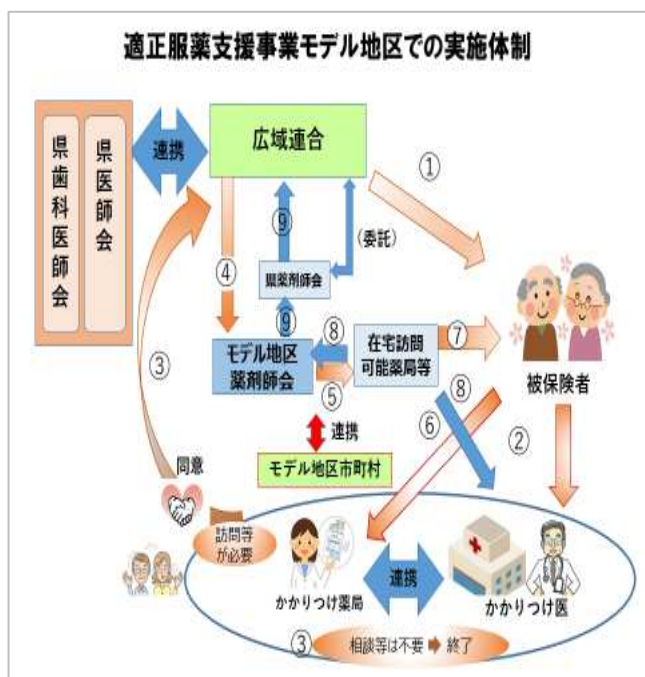 適正服薬支援事業モデル地区での実施体制
県歯科医師会
県医師会
連携
広域連合
①
④
⑨
(委託)
県薬剤師会
⑨
③
モデル地区
薬剤師会
⑧
⑤
在宅訪問
可能薬局等
⑦
被保険者
⑧
⑥
②
連携
モデル地区市町村
同意
訪問等
が必要
かかりつけ薬局
連携
かかりつけ医
③
相談等は不要
終了